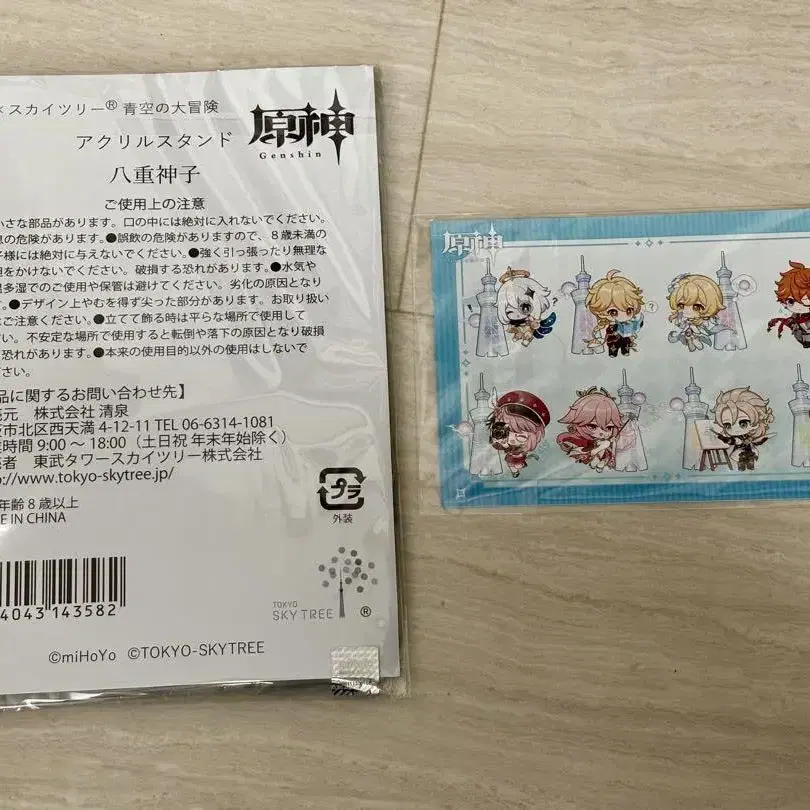 ×スカイツリー® 青空の大冒険
アクリルスタンド
原神
Genshin
八重神子
ご使用上の注意
小さな部品があります。口の中には絶対に入れないでください。
息の危険があります。●誤飲の危険がありますので、8歳未満の
子様には絶対に与えないでください。●強く引っ張ったり無理な
をかけないでください。破損する恐れがあります。●水気や
温多湿でのご使用や保管は避けてください。劣化の原因となり
す。●デザイン上やむを得ず尖った部分があります。お取り扱い
ご注意ください。●立てて飾る時は平らな場所で使用して
い。不安定な場所で使用すると転倒や落下の原因となり破損
恐れがあります。●本来の使用目的以外の使用はしないで
さい。
品に関するお問い合わせ先】
元 株式会社 清泉
市北区西天満 4-12-11 TEL 06-6314-1081
業時間 9:00 ~ 18:00（土日祝 年末年始除く）
者 東武タワースカイツリー株式会社
://www.tokyo-skytree.jp/
年齢 8 歳以上
E IN CHINA
プラ
外装
4043 143582
TOKYO
SKYTREE ®
©miHoYo ©TOKYO-SKYTREE
原神